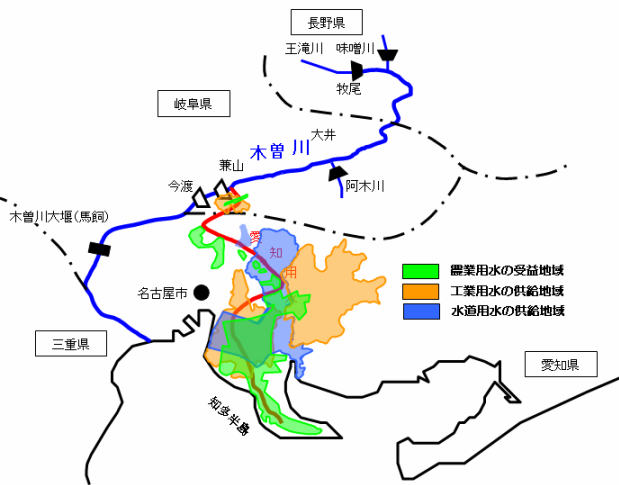 長野県
王滝川
味噌川
牧尾
岐阜県
大井
木曽川
兼山
今渡
阿木川
木曽川大堰(馬飼)
愛
知
用
農業用水の受益地域
工業用水の供給地域
水道用水の供給地域
名古屋市
三重県
愛知県
知多半島